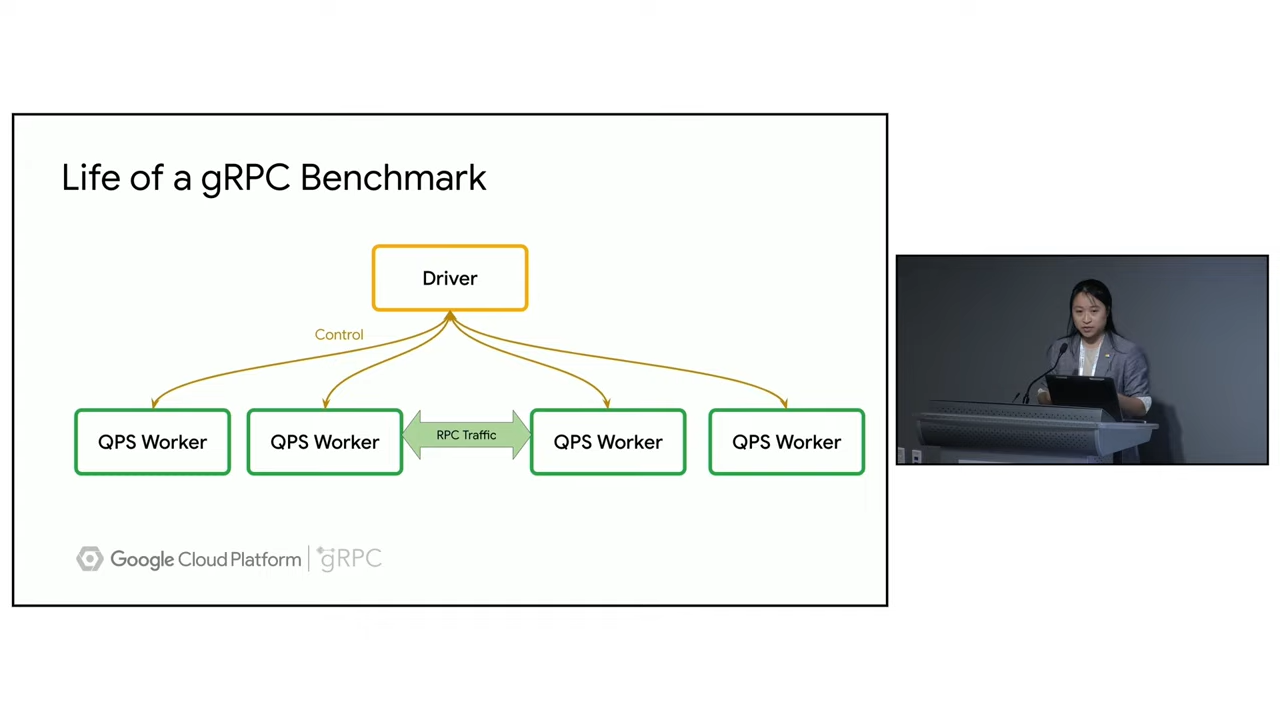 Life of a gRPC Benchmark
Driver
Control
QPS Worker
QPS Worker
RPC Traffic
QPS Worker
QPS Worker
Google Cloud Platform
gRPC